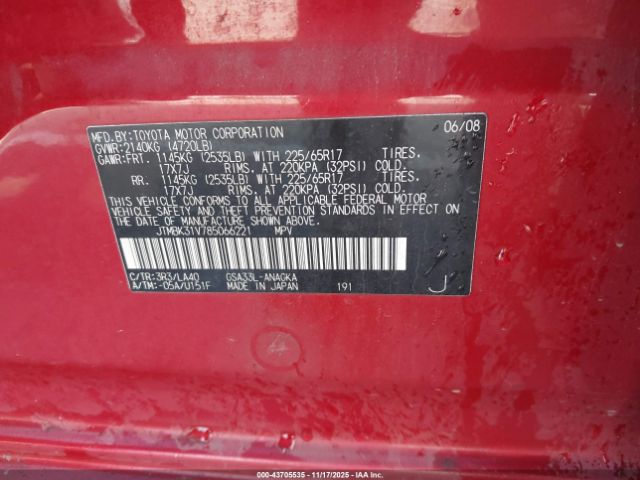 MFD.BY:TOYOTA MOTOR CORPORATION 06/08
GVWR:2140KG (4720LB)
GAWR:FRT. 1145KG (2535LB) WITH 225/65R17 TIRES.
17X7J RIMS. AT 220KPA (32PSI) COLD.
RR. 1145KG (2535LB) WITH 225/65R17 TIRES.
17X7J RIMS. AT 220KPA (32PSI) COLD.
THIS VEHICLE CONFORMS TO ALL APPLICABLE FEDERAL MOTOR
VEHICLE SAFETY AND THEFT PREVENTION STANDARDS IN EFFECT
ON THE DATE OF MANUFACTURE SHOWN ABOVE.
JTMBK31V785066221 MPV
C/TR:3R3/LA40 GSA33L-ANAGKA
A/TM:-05A/U151F MADE IN JAPAN 191 J
000-43705535 - 11/17/2025 - IAA Inc.